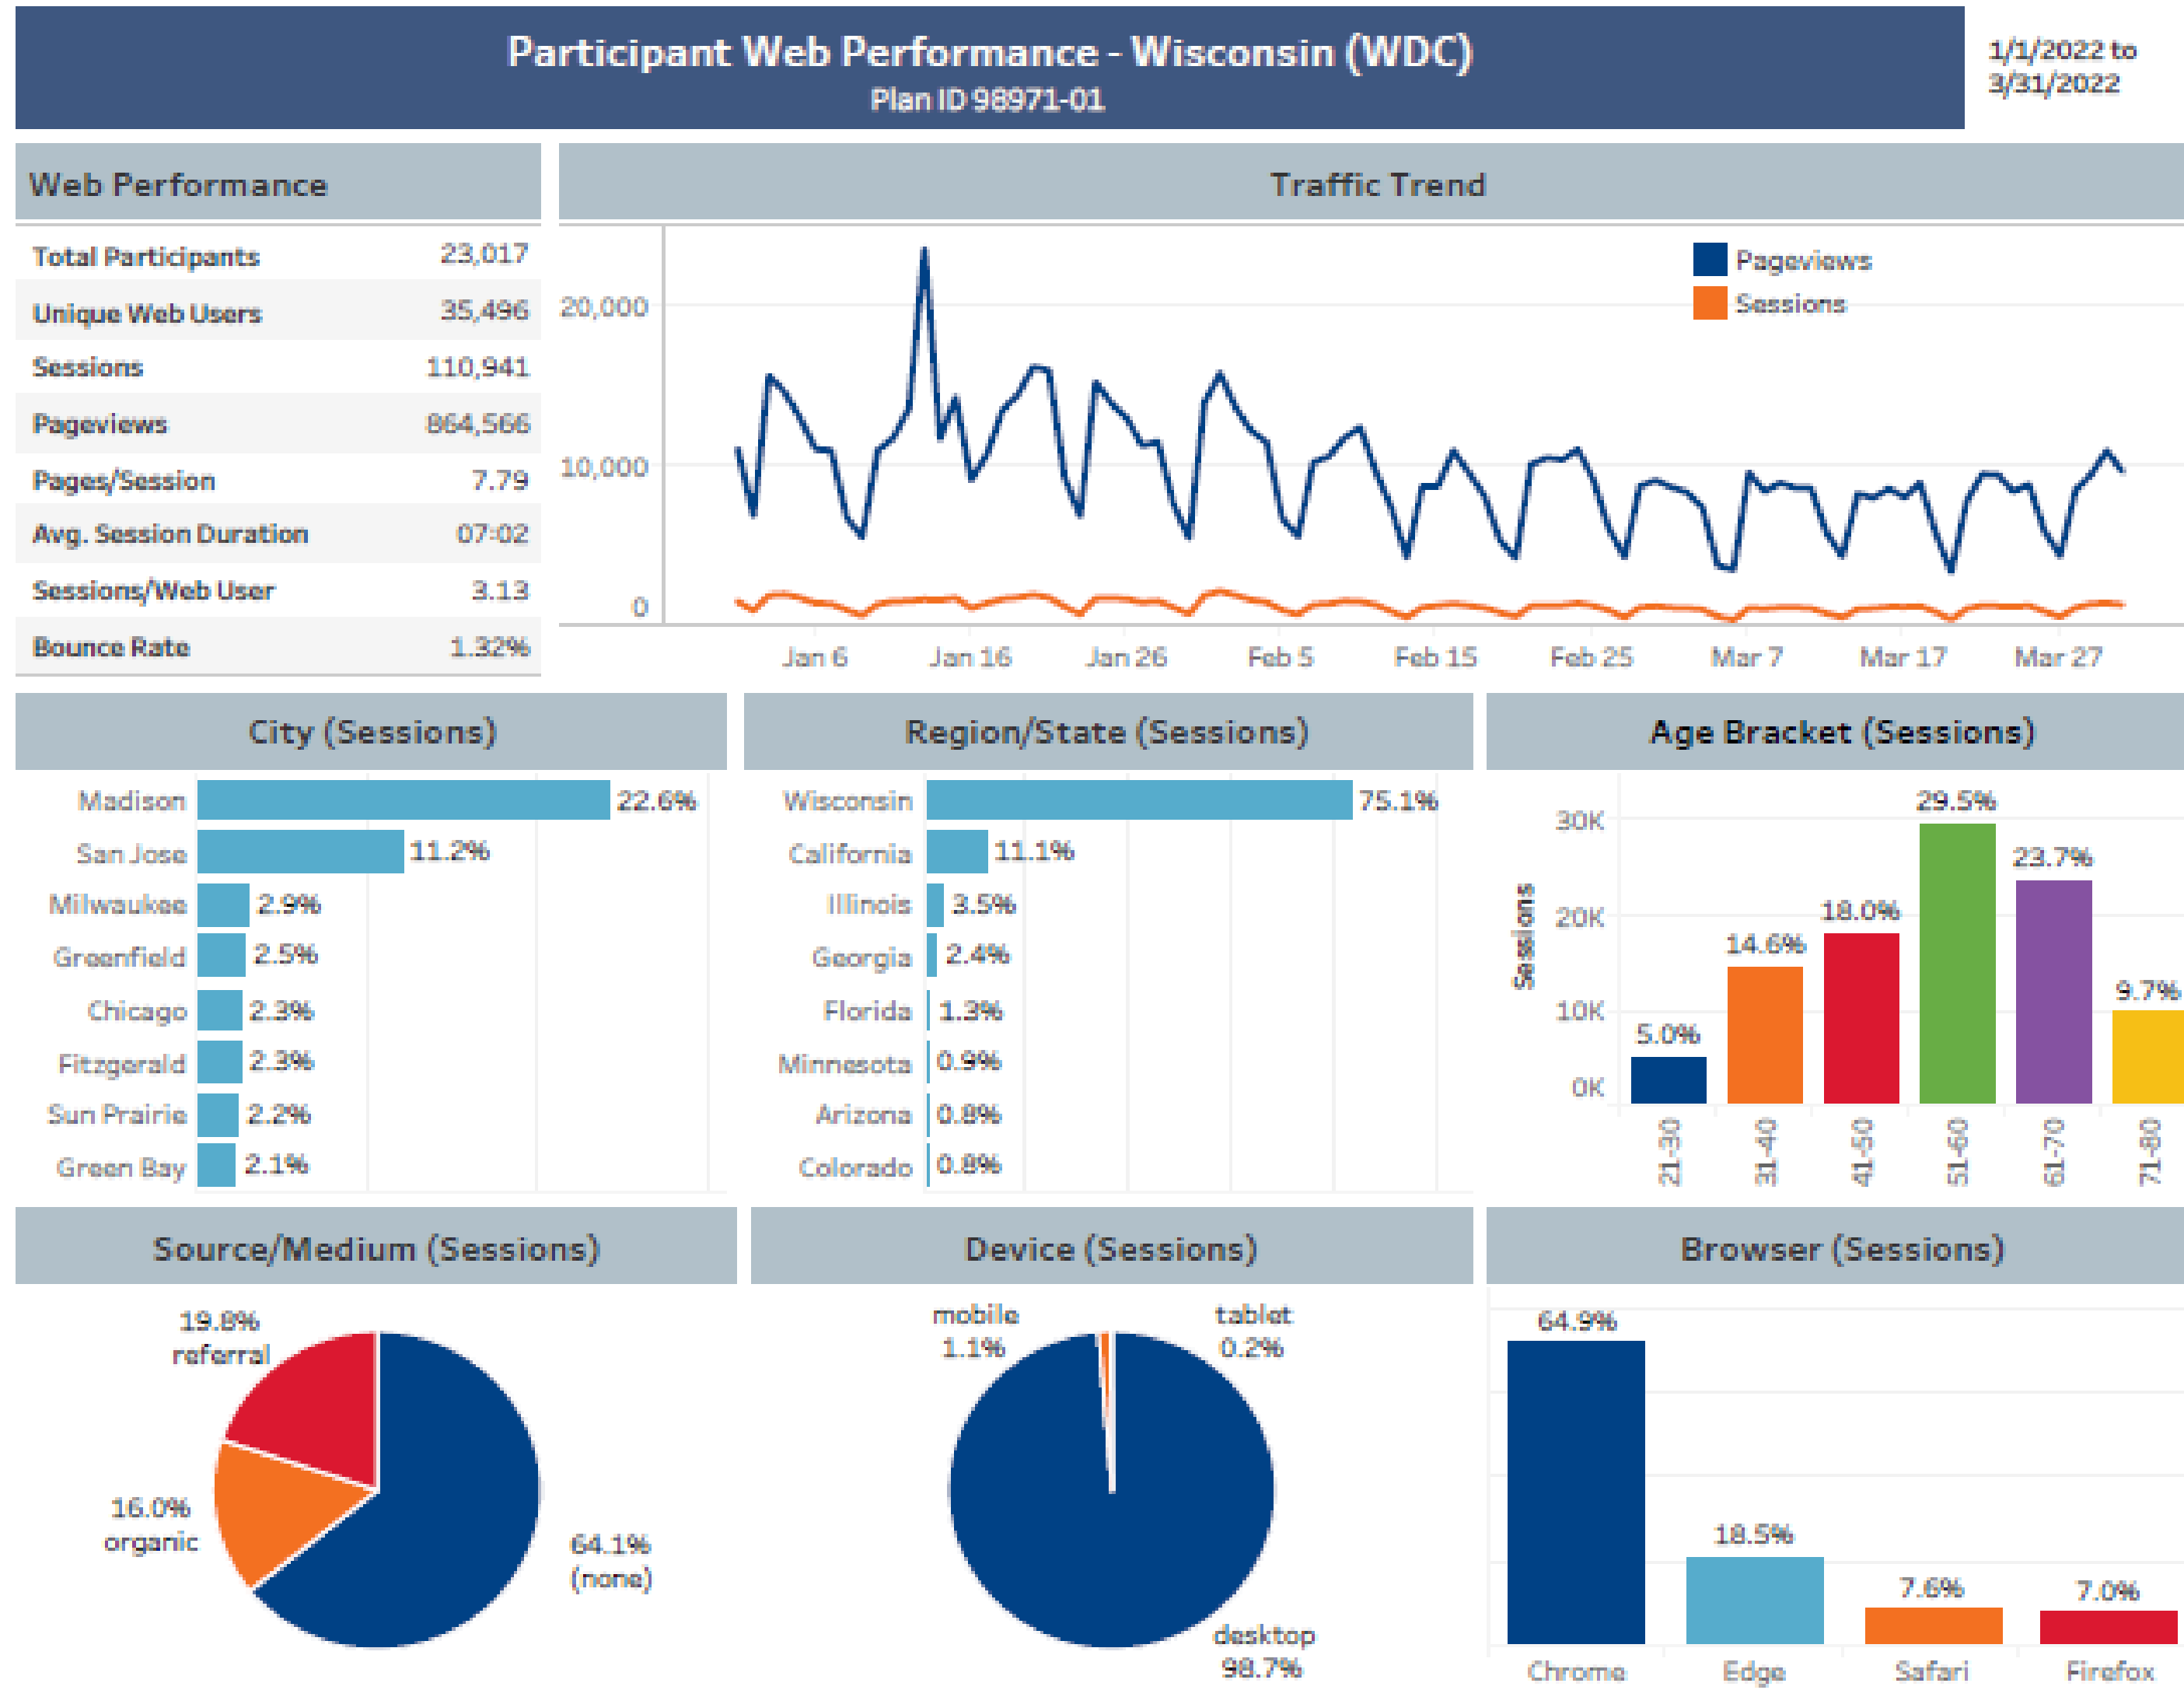 Participant Web Performance - Wisconsin (WDC)
Plan ID 98971-01
1/1/2022 to
3/31/2022
Web Performance
Total Participants 23,017
Unique Web Users 35,496
Sessions 110,941
Pageviews 864,566
Pages/Session 7.79
Avg. Session Duration 07:02
Sessions/Web User 3.13
Bounce Rate 1.32%
Traffic Trend
Pageviews
Sessions
20,000
10,000
0
Jan 6 Jan 16 Jan 26 Feb 5 Feb 15 Feb 25 Mar 7 Mar 17 Mar 27
City (Sessions)
Madison 22.6%
San Jose 11.2%
Milwaukee 2.9%
Greenfield 2.5%
Chicago 2.3%
Fitzgerald 2.3%
Sun Prairie 2.2%
Green Bay 2.1%
Region/State (Sessions)
Wisconsin 75.1%
California 11.1%
Illinois 3.5%
Georgia 2.4%
Florida 1.3%
Minnesota 0.9%
Arizona 0.8%
Colorado 0.8%
Age Bracket (Sessions)
Sessions
30K
20K
10K
0K
5.0% 14.6% 18.0% 29.5% 23.7% 9.7%
21-30 31-40 41-50 51-60 61-70 71-80
Source/Medium (Sessions)
19.8%
referral
16.0%
organic
64.1%
(none)
Device (Sessions)
mobile
1.1%
tablet
0.2%
desktop
98.7%
Browser (Sessions)
64.9% 18.5% 7.6% 7.0%
Chrome Edge Safari Firefox